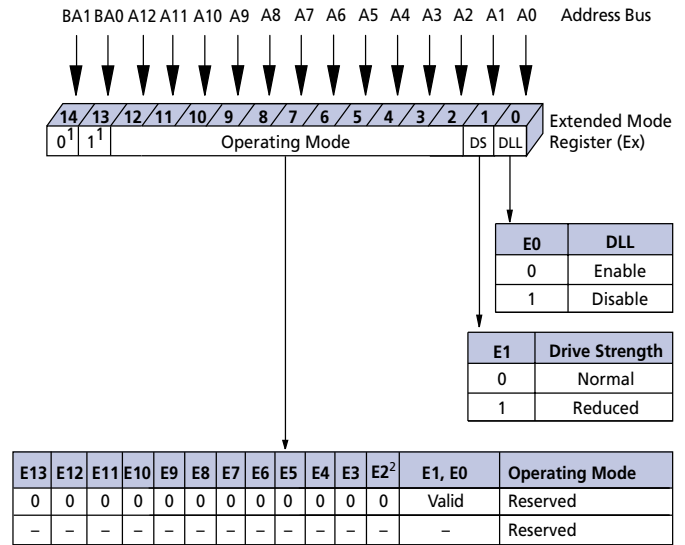 BA1 BA0 A12 A11 A10 A9 A8 A7 A6 A5 A4 A3 A2 A1 A0 Address Bus
14 13 12 11 10 9 8 7 6 5 4 3 2 1 0 Extended Mode
0¹ 1¹ Operating Mode DS DLL Register (Ex)
E0 DLL
0 Enable
1 Disable
E1 Drive Strength
0 Normal
1 Reduced
E13 E12 E11 E10 E9 E8 E7 E6 E5 E4 E3 E2² E1, E0 Operating Mode
0 0 0 0 0 0 0 0 0 0 0 0 Valid Reserved
– – – – – – – – – – – – – Reserved